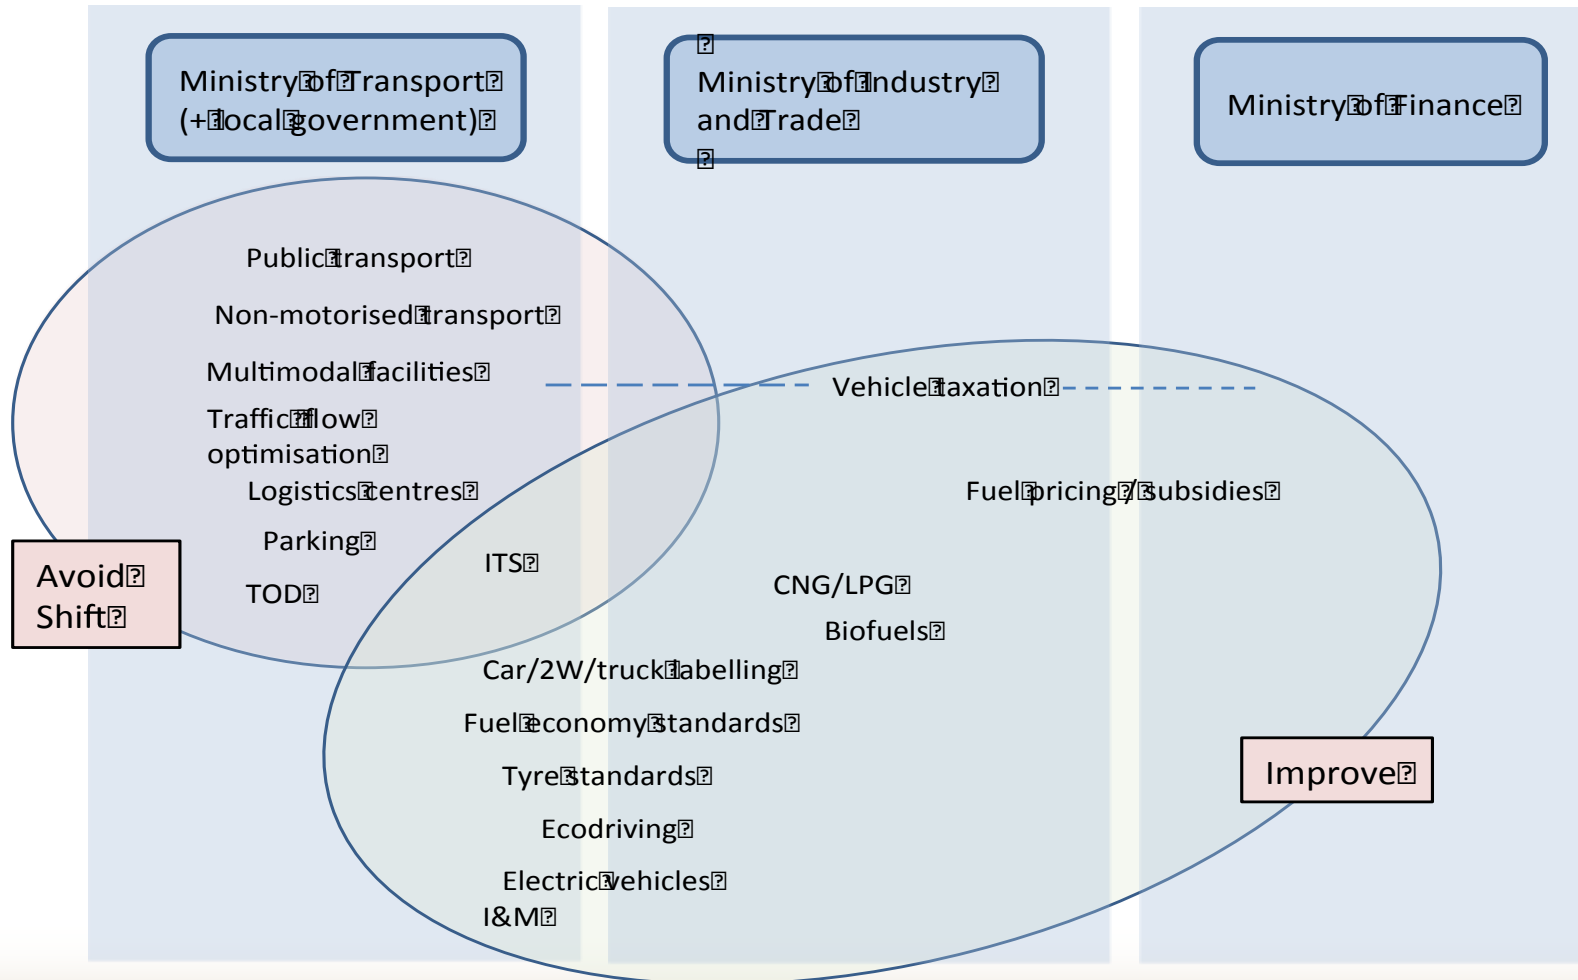 Ministry of Transport
(+ local government)
Ministry of Industry
and Trade
Ministry of Finance
Public transport
Non-motorised transport
Multimodal facilities
Vehicle taxation
Traffic flow
optimisation
Logistics centres
Fuel pricing / subsidies
Parking
ITS
Avoid
Shift
TOD
CNG/LPG
Biofuels
Car/2W/truck labelling
Fuel economy standards
Tyre standards
Improve
Ecodriving
Electric vehicles
I&M